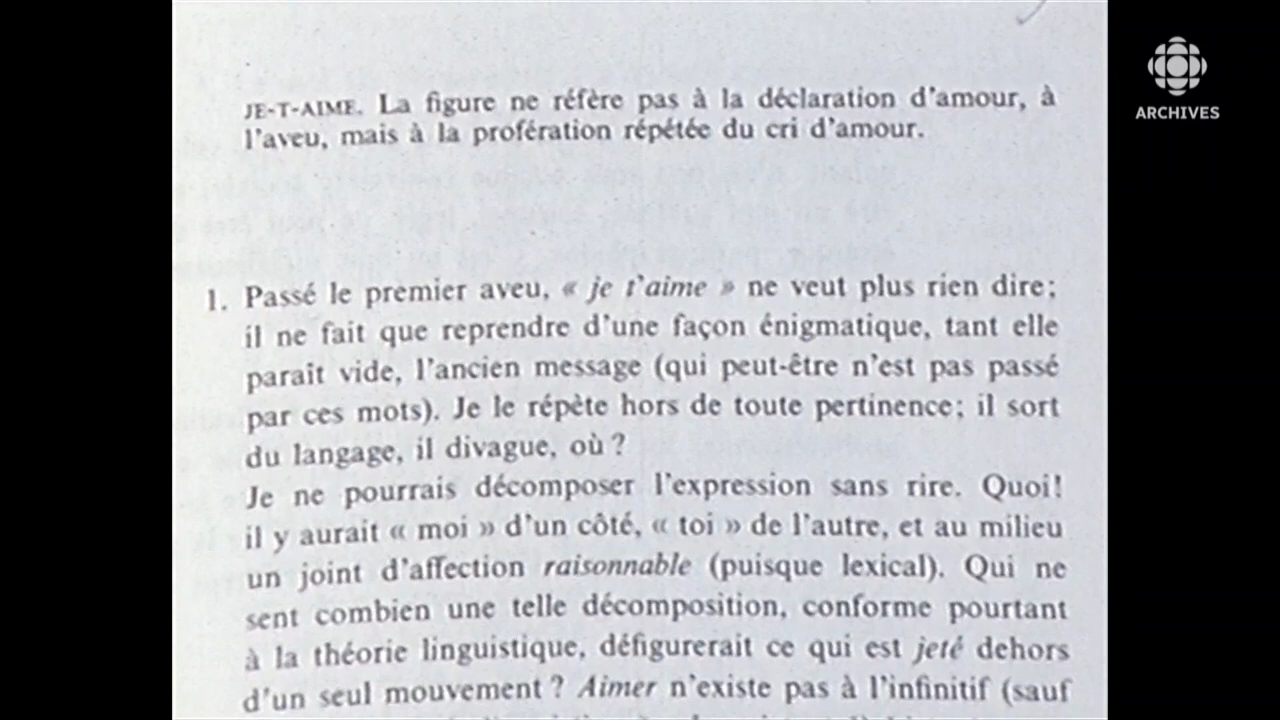 JE-T-AIME. La figure ne réfère pas à la déclaration d'amour, à
l'aveu, mais à la profération répétée du cri d'amour.
1. Passé le premier aveu, « je t'aime » ne veut plus rien dire;
il ne fait que reprendre d'une façon énigmatique, tant elle
paraît vide, l'ancien message (qui peut-être n'est pas passé
par ces mots). Je le répète hors de toute pertinence; il sort
du langage, il divague, où ?
Je ne pourrais décomposer l'expression sans rire. Quoi!
il y aurait « moi » d'un côté, « toi » de l'autre, et au milieu
un joint d'affection raisonnable (puisque lexical). Qui ne
sent combien une telle décomposition, conforme pourtant
à la théorie linguistique, défigurerait ce qui est jeté dehors
d'un seul mouvement ? Aimer n'existe pas à l'infinitif (sauf
ARCHIVES